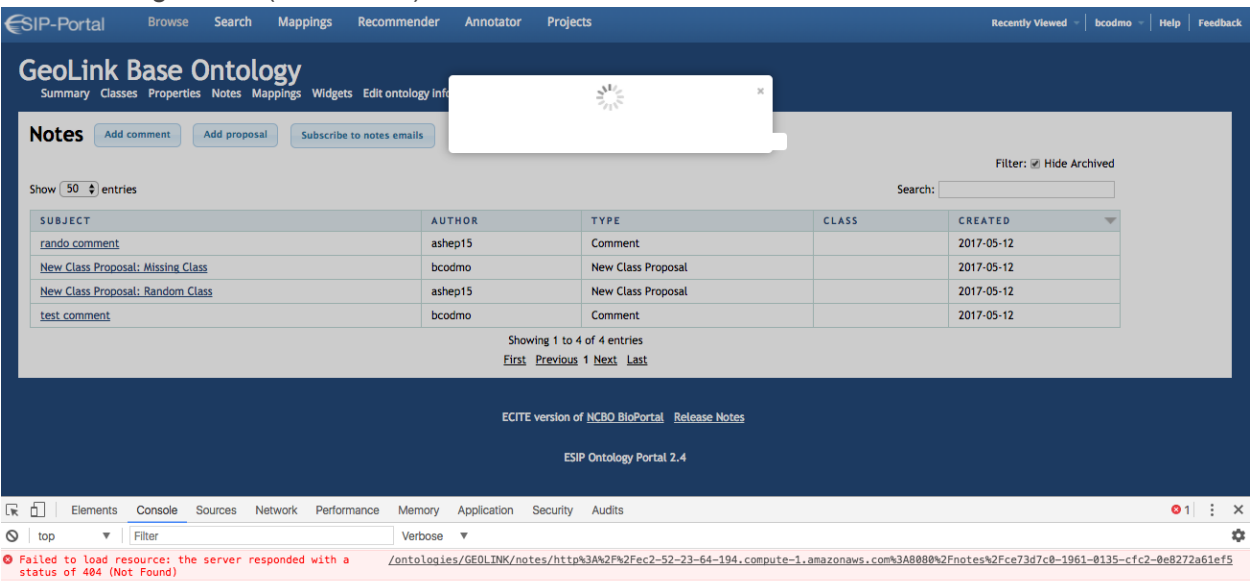 €SIP-Portal Browse Search Mappings Recommender Annotator Projects Recently Viewed bcodmo Help Feedback
GeoLink Base Ontology
Summary Classes Properties Notes Mappings Widgets Edit ontology info
Notes Add comment Add proposal Subscribe to notes emails
Filter: Hide Archived
Show 50 entries Search:
SUBJECT AUTHOR TYPE CLASS CREATED
rando comment ashep15 Comment 2017-05-12
New Class Proposal: Missing Class bcodmo New Class Proposal 2017-05-12
New Class Proposal: Random Class ashep15 New Class Proposal 2017-05-12
test comment bcodmo Comment 2017-05-12
Showing 1 to 4 of 4 entries
First Previous 1 Next Last
ECITE version of NCBO BioPortal Release Notes
ESIP Ontology Portal 2.4
Elements Console Sources Network Performance Memory Application Security Audits 1
top Filter Verbose
Failed to load resource: the server responded with a /ontologies/GEOLINK/notes/http%3A%2F%2Fec2-52-23-64-194.compute-1.amazonaws.com%3A8080%2Fnotes%2Fce73d7c0-1961-0135-cfc2-0e8272a61ef5
status of 404 (Not Found)